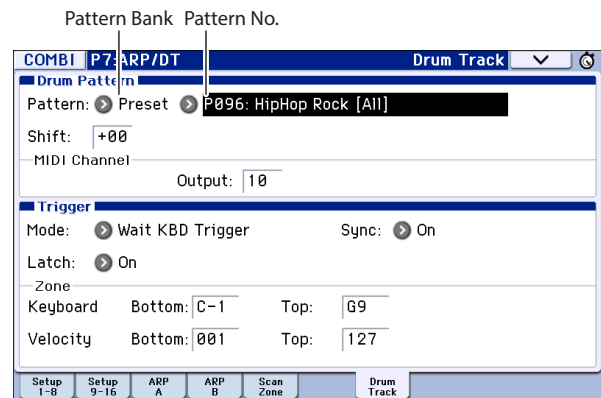 Pattern Bank Pattern No.
COMBI P7:ARP/DT Drum Track
Drum Pattern
Pattern: Preset P096: HipHop Rock [All]
Shift: +00
MIDI Channel
Output: 10
Trigger
Mode: Wait KBD Trigger Sync: On
Latch: On
Zone
Keyboard Bottom: C-1 Top: G9
Velocity Bottom: 001 Top: 127
Setup 1-8 Setup 9-16 ARP A ARP B Scan Zone Drum Track